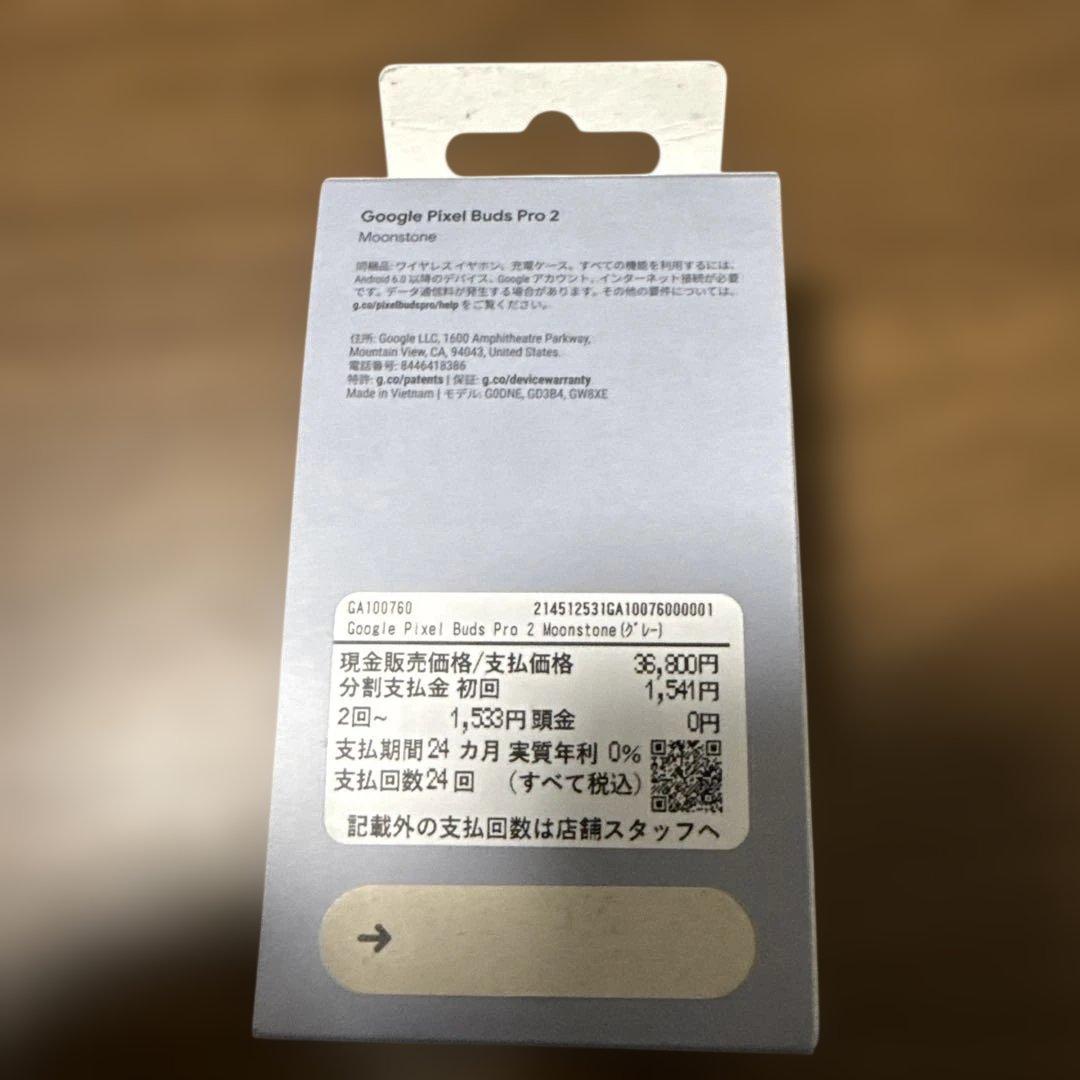 Google Pixel Buds Pro 2
Moonstone
同梱品: ワイヤレス イヤホン、充電ケース。すべての機能を利用するには、
Android 6.0 以降のデバイス、Google アカウント、インターネット接続が必要
です。データ通信料が発生する場合があります。その他の要件については、
g.co/pixelbudspro/help をご覧ください。
住所: Google LLC, 1600 Amphitheatre Parkway,
Mountain View, CA, 94043, United States.
電話番号: 8446418386
特許: g.co/patents | 保証: g.co/devicewarranty
Made in Vietnam | モデル: G0DNE, GD3B4, GW8XE
GA100760 214512531GA10076000001
Google Pixel Buds Pro 2 Moonstone(ｸﾞﾚｰ)
現金販売価格/支払価格 36,800円
分割支払金 初回 1,541円
2回~ 1,533円 頭金 0円
支払期間24 カ月 実質年利 0%
支払回数24 回 (すべて税込)
記載外の支払回数は店舗スタッフへ